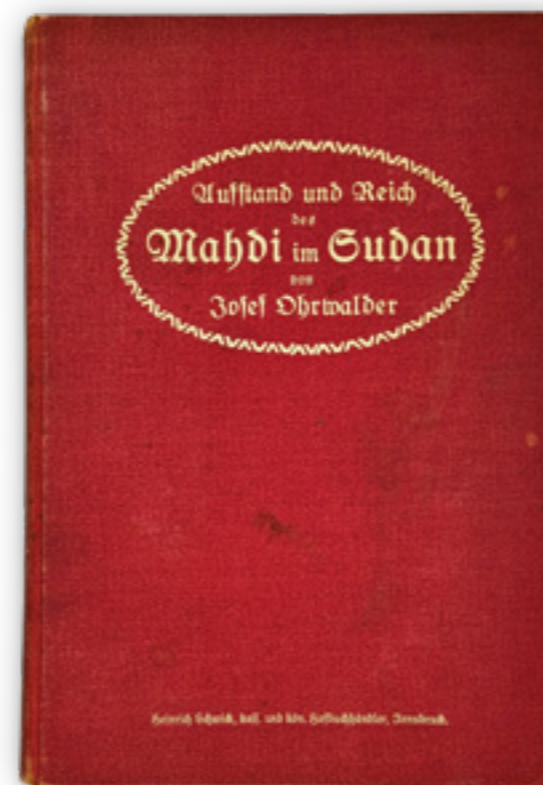 Aufstand und Reich
des
Mahdi im Sudan
von
Josef Ohrwalder
Heinrich Schwick, kais. und kön. Hofbuchhändler, Innsbruck.